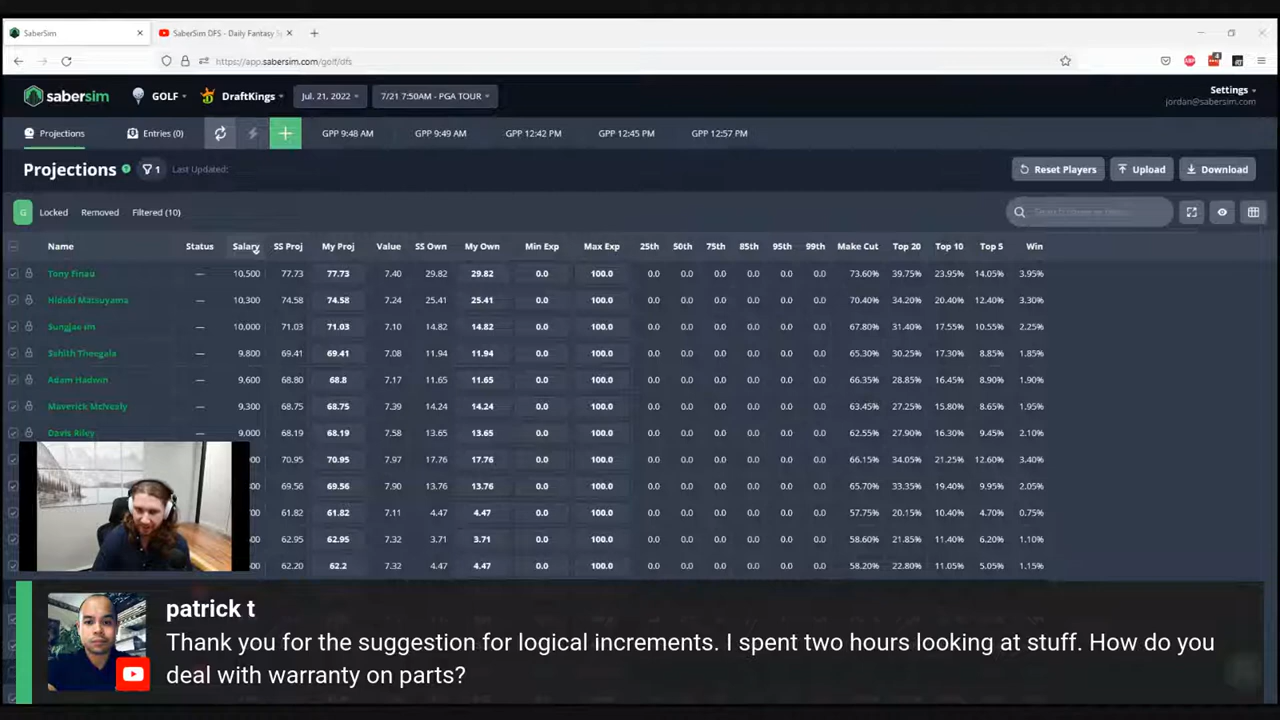 SaberSim
SaberSim DFS - Daily Fantasy Sp
https://app.sabersim.com/golf/dfs
4
sabersim
GOLF
DraftKings
Jul. 21, 2022
7/21 7:50AM - PGA TOUR
Settings
jordan@sabersim.com
Projections
Entries (0)
GPP 9:48 AM
GPP 9:49 AM
GPP 12:42 PM
GPP 12:45 PM
GPP 12:57 PM
Projections
1
Last Updated:
Reset Players
Upload
Download
G Locked Removed Filtered (10)
Name Status Salary SS Proj My Proj Value SS Own My Own Min Exp Max Exp 25th 50th 75th 85th 95th 99th Make Cut Top 20 Top 10 Top 5 Win
Tony Finau — 10,500 77.73 77.73 7.40 29.82 29.82 0.0 100.0 0.0 0.0 0.0 0.0 0.0 0.0 73.60% 39.75% 23.95% 14.05% 3.95%
Hideki Matsuyama — 10,300 74.58 74.58 7.24 25.41 25.41 0.0 100.0 0.0 0.0 0.0 0.0 0.0 0.0 70.40% 34.20% 20.40% 12.40% 3.30%
Sungjae Im — 10,000 71.03 71.03 7.10 14.82 14.82 0.0 100.0 0.0 0.0 0.0 0.0 0.0 0.0 67.80% 31.40% 17.55% 10.55% 2.25%
Sahith Theegala — 9,800 69.41 69.41 7.08 11.94 11.94 0.0 100.0 0.0 0.0 0.0 0.0 0.0 0.0 65.30% 30.25% 17.30% 8.85% 1.85%
Adam Hadwin — 9,600 68.80 68.8 7.17 11.65 11.65 0.0 100.0 0.0 0.0 0.0 0.0 0.0 0.0 66.35% 28.85% 16.45% 8.90% 1.90%
Maverick McNealy — 9,300 68.75 68.75 7.39 14.24 14.24 0.0 100.0 0.0 0.0 0.0 0.0 0.0 0.0 63.45% 27.25% 15.80% 8.65% 1.95%
Davis Riley — 9,000 68.19 68.19 7.58 13.65 13.65 0.0 100.0 0.0 0.0 0.0 0.0 0.0 0.0 62.55% 27.90% 16.30% 9.45% 2.10%
70.95 70.95 7.97 17.76 17.76 0.0 100.0 0.0 0.0 0.0 0.0 0.0 0.0 66.15% 34.05% 21.25% 12.60% 3.40%
69.56 69.56 7.90 13.76 13.76 0.0 100.0 0.0 0.0 0.0 0.0 0.0 0.0 65.70% 33.35% 19.40% 9.95% 2.05%
61.82 61.82 7.11 4.47 4.47 0.0 100.0 0.0 0.0 0.0 0.0 0.0 0.0 57.75% 20.15% 10.40% 4.70% 0.75%
62.95 62.95 7.32 3.71 3.71 0.0 100.0 0.0 0.0 0.0 0.0 0.0 0.0 58.60% 21.85% 11.40% 6.20% 1.10%
62.20 62.2 7.32 4.47 4.47 0.0 100.0 0.0 0.0 0.0 0.0 0.0 0.0 58.20% 22.80% 11.05% 5.05% 1.15%
patrick t
Thank you for the suggestion for logical increments. I spent two hours looking at stuff. How do you
deal with warranty on parts?